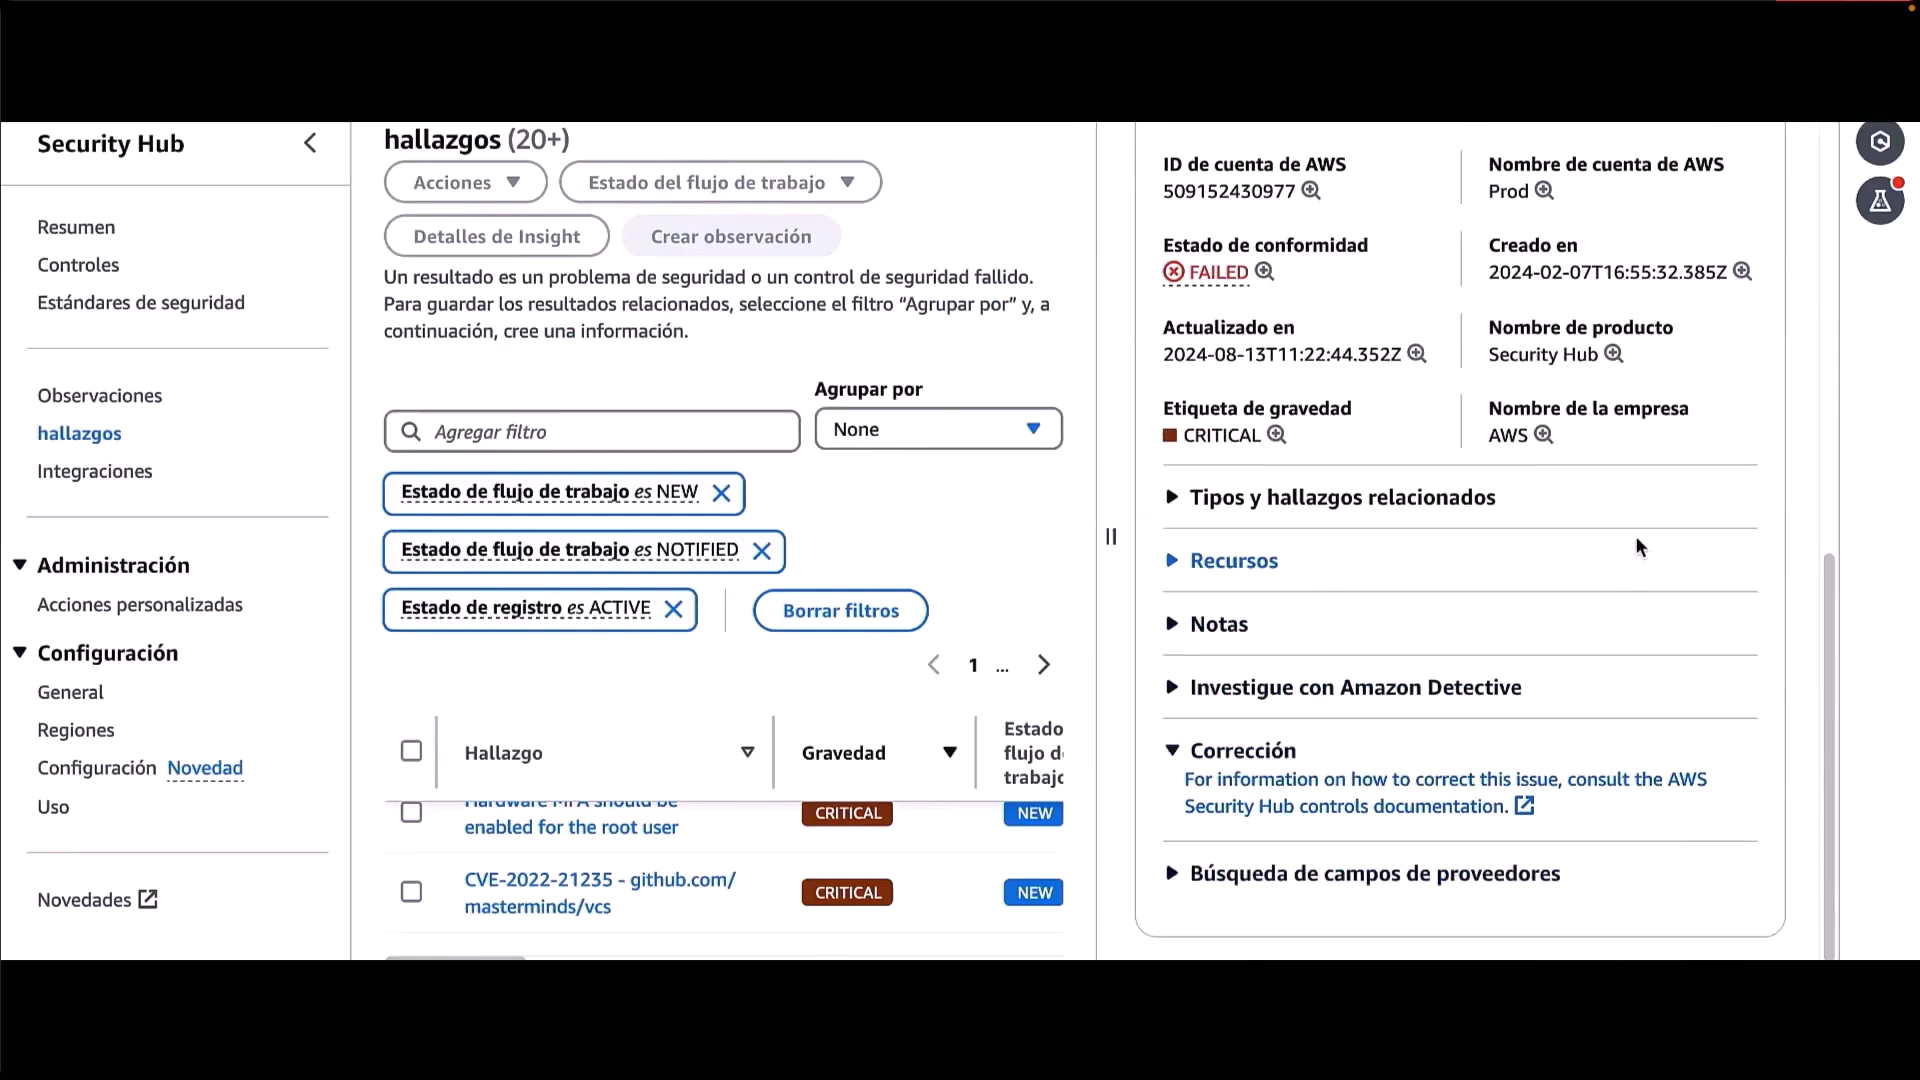 Security Hub
Resumen
Controles
Estándares de seguridad
Observaciones
hallazgos
Integraciones
Administración
Acciones personalizadas
Configuración
General
Regiones
Configuración Novedad
Uso
Novedades
hallazgos (20+)
Acciones
Estado del flujo de trabajo
Detalles de Insight
Crear observación
Un resultado es un problema de seguridad o un control de seguridad fallido.
Para guardar los resultados relacionados, seleccione el filtro “Agrupar por” y, a
continuación, cree una información.
Agrupar por
Agregar filtro
None
Estado de flujo de trabajo es NEW
Estado de flujo de trabajo es NOTIFIED
Estado de registro es ACTIVE
Borrar filtros
1 ...
Hallazgo
Gravedad
Estado
flujo d
trabajo
Hardware MFA should be
enabled for the root user
CRITICAL
NEW
CVE-2022-21235 - github.com/
masterminds/vcs
CRITICAL
NEW
ID de cuenta de AWS
509152430977
Nombre de cuenta de AWS
Prod
Estado de conformidad
FAILED
Creado en
2024-02-07T16:55:32.385Z
Actualizado en
2024-08-13T11:22:44.352Z
Nombre de producto
Security Hub
Etiqueta de gravedad
CRITICAL
Nombre de la empresa
AWS
Tipos y hallazgos relacionados
Recursos
Notas
Investigue con Amazon Detective
Corrección
For information on how to correct this issue, consult the AWS
Security Hub controls documentation.
Búsqueda de campos de proveedores